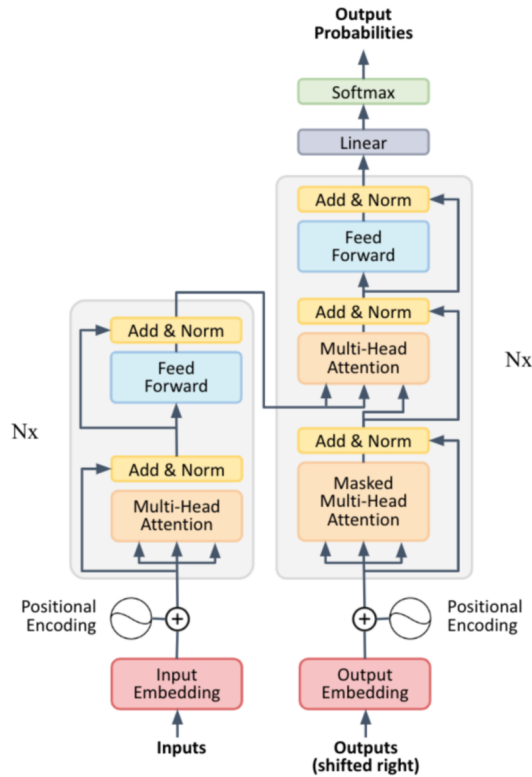 Output
Probabilities
Softmax
Linear
Add & Norm
Feed
Forward
Add & Norm
Multi-Head
Attention
Add & Norm
Masked
Multi-Head
Attention
Nx
Add & Norm
Feed
Forward
Add & Norm
Multi-Head
Attention
Nx
Positional
Encoding
Positional
Encoding
Input
Embedding
Output
Embedding
Inputs
Outputs
(shifted right)